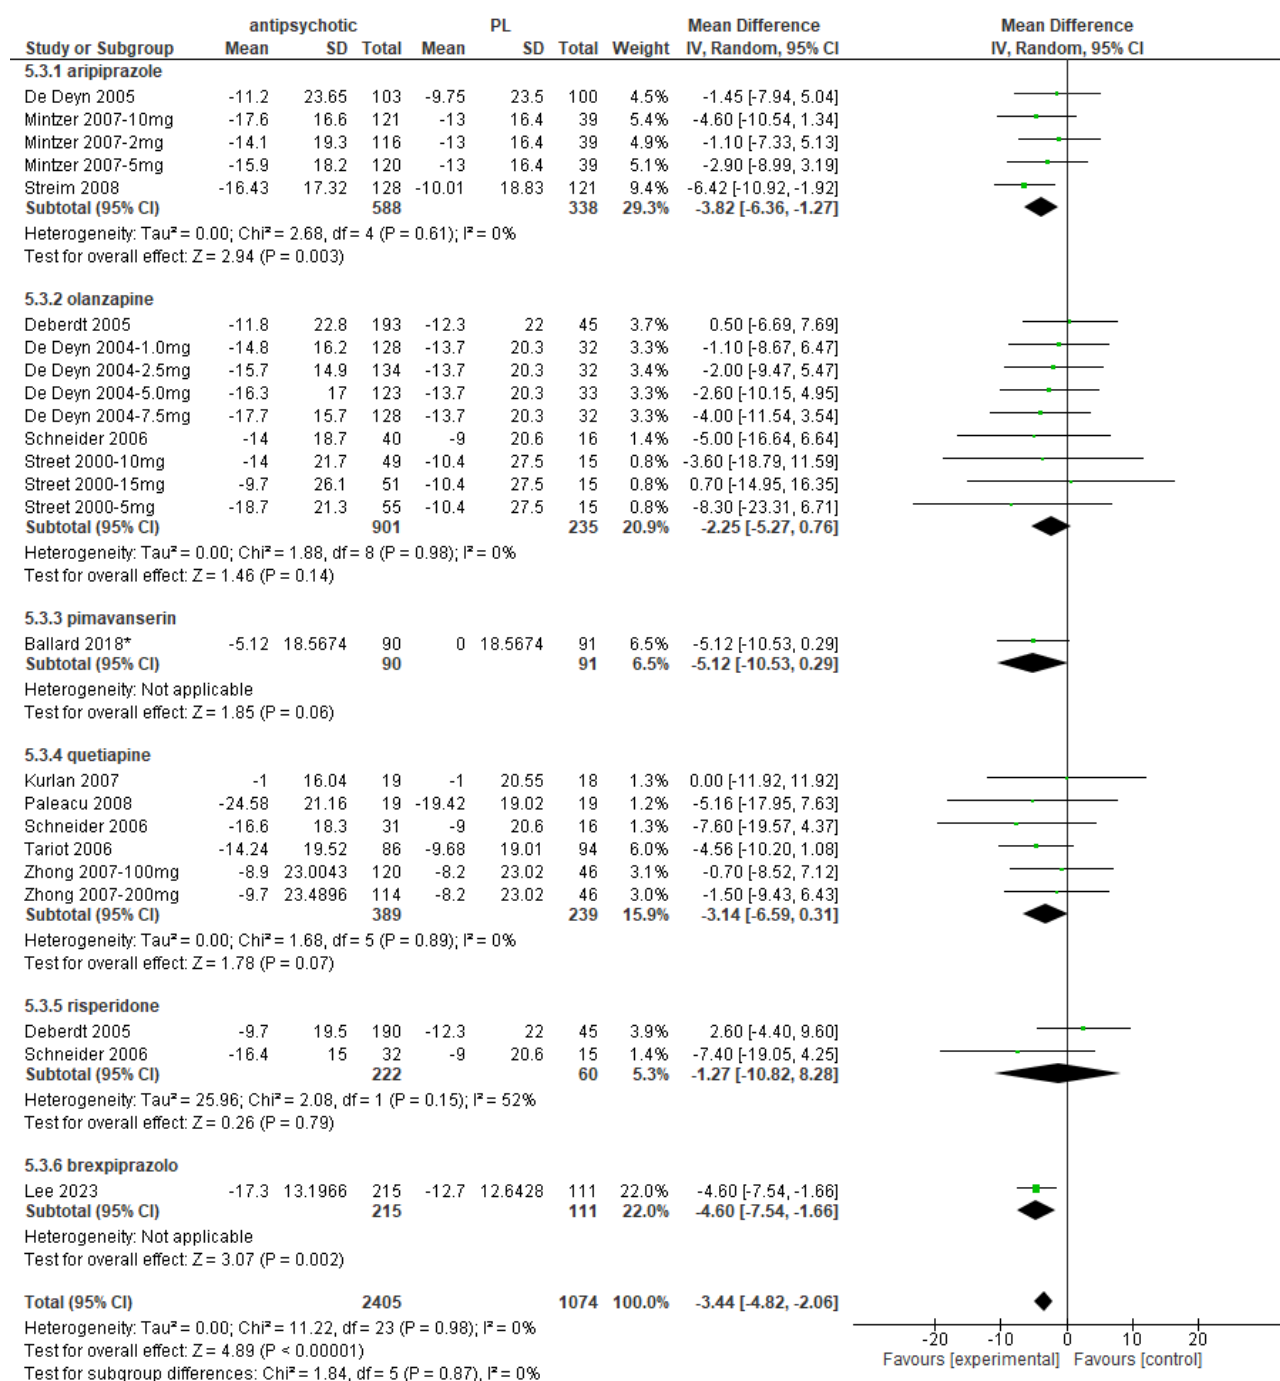 antipsychotic PL Mean Difference Mean Difference
Study or Subgroup Mean SD Total Mean SD Total Weight IV, Random, 95% CI IV, Random, 95% CI
5.3.1 aripiprazole
De Deyn 2005 -11.2 23.65 103 -9.75 23.5 100 4.5% -1.45 [-7.94, 5.04]
Mintzer 2007-10mg -17.6 16.6 121 -13 16.4 39 5.4% -4.60 [-10.54, 1.34]
Mintzer 2007-2mg -14.1 19.3 116 -13 16.4 39 4.9% -1.10 [-7.33, 5.13]
Mintzer 2007-5mg -15.9 18.2 120 -13 16.4 39 5.1% -2.90 [-8.99, 3.19]
Streim 2008 -16.43 17.32 128 -10.01 18.83 121 9.4% -6.42 [-10.92, -1.92]
Subtotal (95% CI) 588 338 29.3% -3.82 [-6.36, -1.27]
Heterogeneity: Tau² = 0.00; Chi² = 2.68, df = 4 (P = 0.61); I² = 0%
Test for overall effect: Z = 2.94 (P = 0.003)
5.3.2 olanzapine
Deberdt 2005 -11.8 22.8 193 -12.3 22 45 3.7% 0.50 [-6.69, 7.69]
De Deyn 2004-1.0mg -14.8 16.2 128 -13.7 20.3 32 3.3% -1.10 [-8.67, 6.47]
De Deyn 2004-2.5mg -15.7 14.9 134 -13.7 20.3 32 3.4% -2.00 [-9.47, 5.47]
De Deyn 2004-5.0mg -16.3 17 123 -13.7 20.3 33 3.3% -2.60 [-10.15, 4.95]
De Deyn 2004-7.5mg -17.7 15.7 128 -13.7 20.3 32 3.3% -4.00 [-11.54, 3.54]
Schneider 2006 -14 18.7 40 -9 20.6 16 1.4% -5.00 [-16.64, 6.64]
Street 2000-10mg -14 21.7 49 -10.4 27.5 15 0.8% -3.60 [-18.79, 11.59]
Street 2000-15mg -9.7 26.1 51 -10.4 27.5 15 0.8% 0.70 [-14.95, 16.35]
Street 2000-5mg -18.7 21.3 55 -10.4 27.5 15 0.8% -8.30 [-23.31, 6.71]
Subtotal (95% CI) 901 235 20.9% -2.25 [-5.27, 0.76]
Heterogeneity: Tau² = 0.00; Chi² = 1.88, df = 8 (P = 0.98); I² = 0%
Test for overall effect: Z = 1.46 (P = 0.14)
5.3.3 pimavanserin
Ballard 2018* -5.12 18.5674 90 0 18.5674 91 6.5% -5.12 [-10.53, 0.29]
Subtotal (95% CI) 90 91 6.5% -5.12 [-10.53, 0.29]
Heterogeneity: Not applicable
Test for overall effect: Z = 1.85 (P = 0.06)
5.3.4 quetiapine
Kurlan 2007 -1 16.04 19 -1 20.55 18 1.3% 0.00 [-11.92, 11.92]
Paleacu 2008 -24.58 21.16 19 -19.42 19.02 19 1.2% -5.16 [-17.95, 7.63]
Schneider 2006 -16.6 18.3 31 -9 20.6 16 1.3% -7.60 [-19.57, 4.37]
Tariot 2006 -14.24 19.52 86 -9.68 19.01 94 6.0% -4.56 [-10.20, 1.08]
Zhong 2007-100mg -8.9 23.0043 120 -8.2 23.02 46 3.1% -0.70 [-8.52, 7.12]
Zhong 2007-200mg -9.7 23.4896 114 -8.2 23.02 46 3.0% -1.50 [-9.43, 6.43]
Subtotal (95% CI) 389 239 15.9% -3.14 [-6.59, 0.31]
Heterogeneity: Tau² = 0.00; Chi² = 1.68, df = 5 (P = 0.89); I² = 0%
Test for overall effect: Z = 1.78 (P = 0.07)
5.3.5 risperidone
Deberdt 2005 -9.7 19.5 190 -12.3 22 45 3.9% 2.60 [-4.40, 9.60]
Schneider 2006 -16.4 15 32 -9 20.6 15 1.4% -7.40 [-19.05, 4.25]
Subtotal (95% CI) 222 60 5.3% -1.27 [-10.82, 8.28]
Heterogeneity: Tau² = 25.96; Chi² = 2.08, df = 1 (P = 0.15); I² = 52%
Test for overall effect: Z = 0.26 (P = 0.79)
5.3.6 brexpiprazolo
Lee 2023 -17.3 13.1966 215 -12.7 12.6428 111 22.0% -4.60 [-7.54, -1.66]
Subtotal (95% CI) 215 111 22.0% -4.60 [-7.54, -1.66]
Heterogeneity: Not applicable
Test for overall effect: Z = 3.07 (P = 0.002)
Total (95% CI) 2405 1074 100.0% -3.44 [-4.82, -2.06]
Heterogeneity: Tau² = 0.00; Chi² = 11.22, df = 23 (P = 0.98); I² = 0%
Test for overall effect: Z = 4.89 (P < 0.00001)
Test for subgroup differences: Chi² = 1.84, df = 5 (P = 0.87), I² = 0%
-20 -10 0 10 20
Favours [experimental] Favours [control]